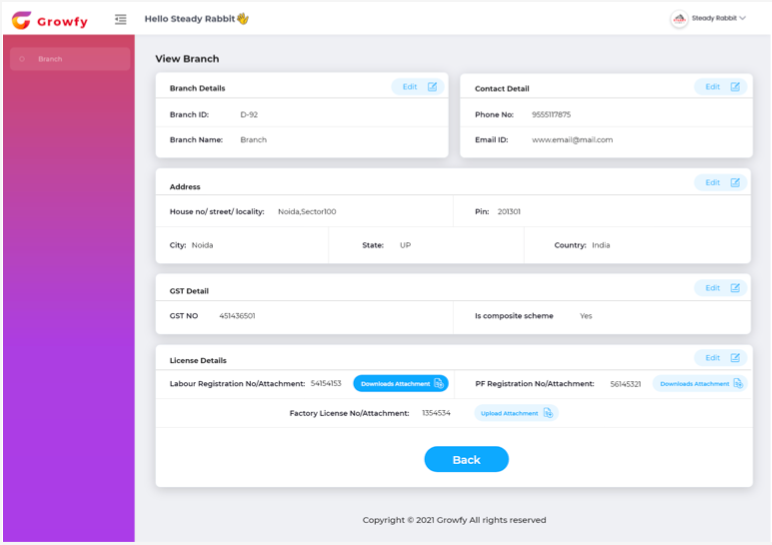 Growfy
Hello Steady Rabbit👋
Steady Rabbit
Branch
View Branch
Branch Details Edit
Branch ID: D-92
Branch Name: Branch
Contact Detail Edit
Phone No: 9555117875
Email ID: www.email@mail.com
Address Edit
House no/ street/ locality: Noida,Sector100 Pin: 201301
City: Noida State: UP Country: India
GST Detail Edit
GST NO 451436501 Is composite scheme Yes
License Details Edit
Labour Registration No/Attachment: 54154153 Downloads Attachment PF Registration No/Attachment: 56145321 Downloads Attachment
Factory License No/Attachment: 1354534 Upload Attachment
Back
Copyright © 2021 Growfy All rights reserved